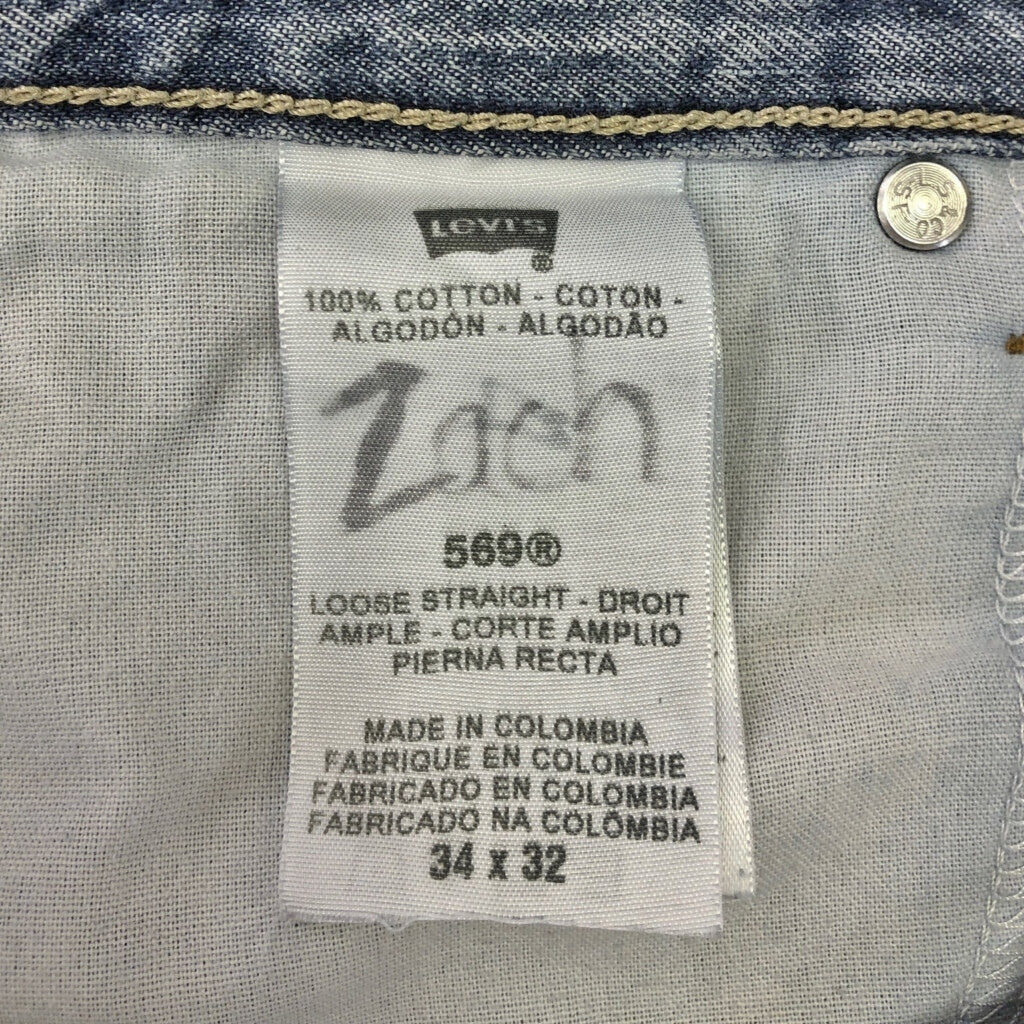 LEVI'S
®
100% COTTON - COTON -
ALGODÓN - ALGODÃO
Zach
569®
LOOSE STRAIGHT - DROIT
AMPLE - CORTE AMPLIO
PIERNA RECTA
MADE IN COLOMBIA
FABRIQUE EN COLOMBIE
FABRICADO EN COLOMBIA
FABRICADO NA COLÔMBIA
34 x 32